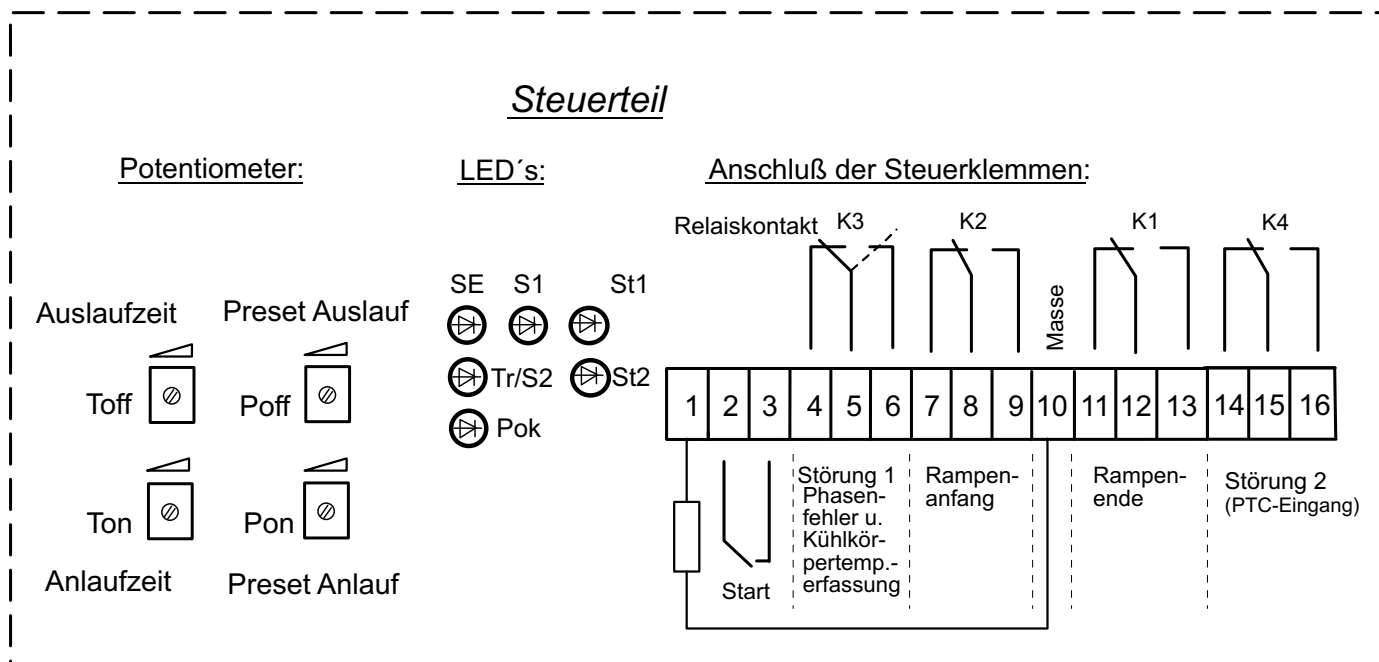 Steuerteil
Potentiometer:
LED´s:
Anschluß der Steuerklemmen:
Relaiskontakt
K3
K2
K1
K4
SE
S1
St1
Auslaufzeit
Preset Auslauf
Masse
Toff
Poff
Tr/S2
St2
Pok
1 2 3 4 5 6 7 8 9 10 11 12 13 14 15 16
Ton
Pon
Anlaufzeit
Preset Anlauf
Start
Störung 1
Phasen-
fehler u.
Kühlkör-
pertemp.-
erfassung
Rampen-
anfang
Rampen-
ende
Störung 2
(PTC-Eingang)